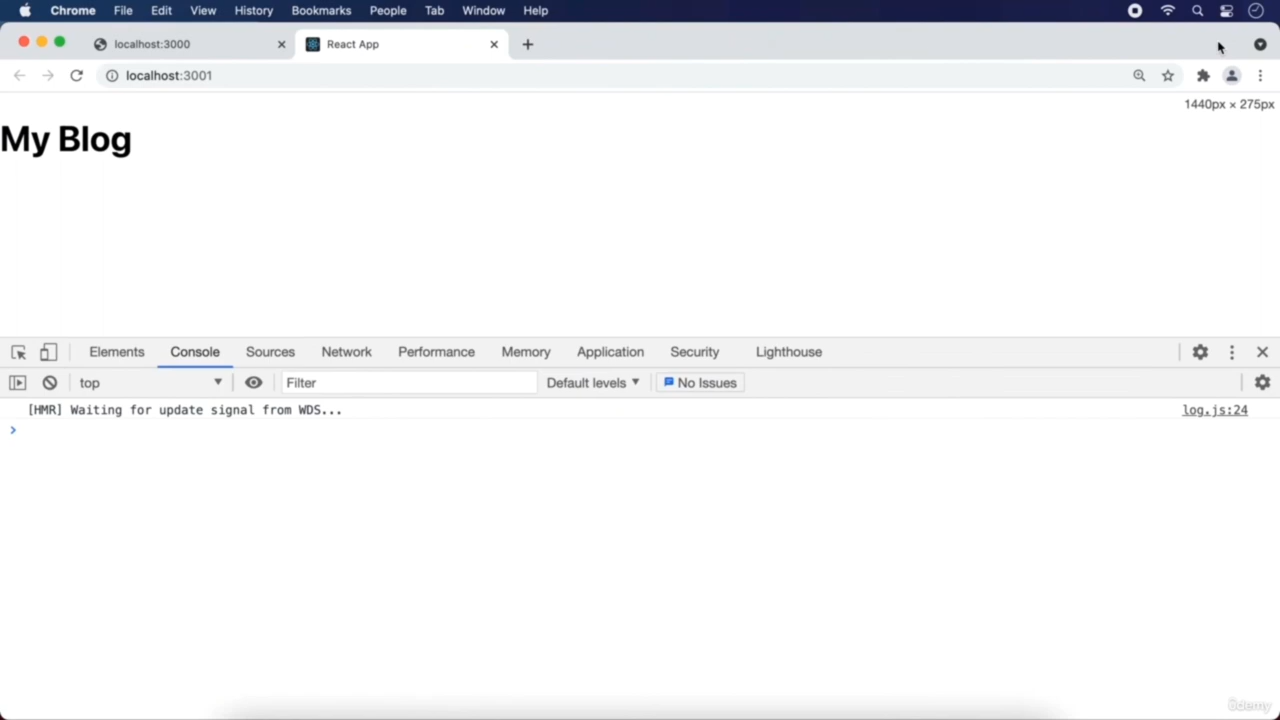 Chrome File Edit View History Bookmarks People Tab Window Help
localhost:3000 React App
localhost:3001
1440px × 275px
My Blog
Elements Console Sources Network Performance Memory Application Security Lighthouse
top Filter Default levels No Issues
[HMR] Waiting for update signal from WDS... log.js:24
Udemy